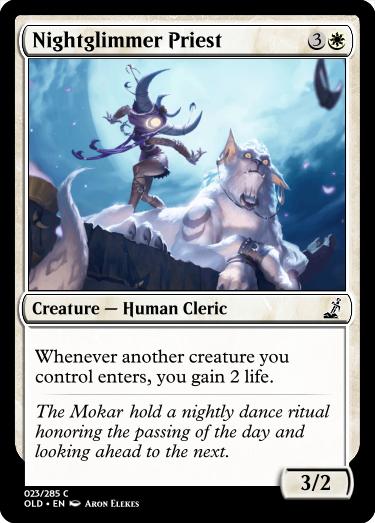 Nightglimmer Priest 3
Creature — Human Cleric
Whenever another creature you
control enters, you gain 2 life.
The Mokar hold a nightly dance ritual
honoring the passing of the day and
looking ahead to the next.
3/2
023/285 C
OLD • EN Aron Elekes